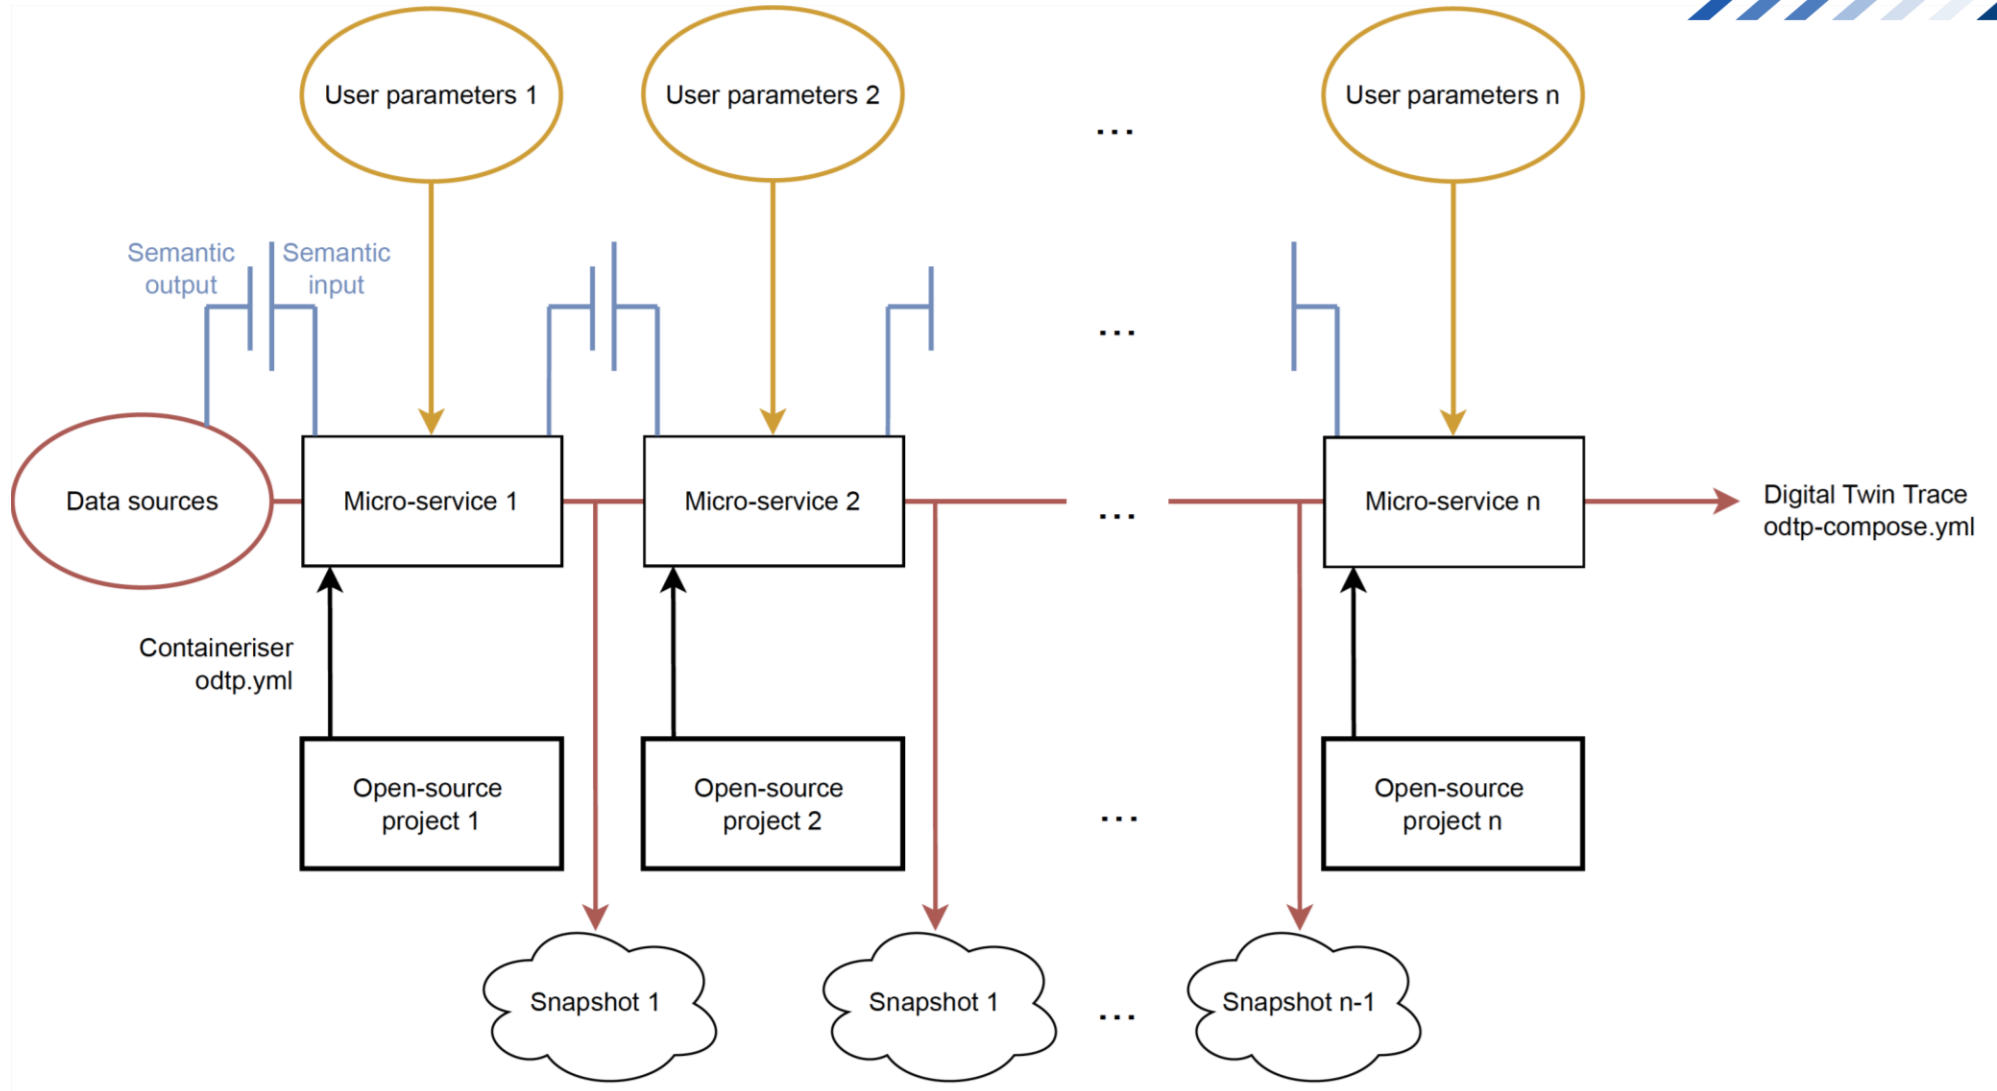 User parameters 1
User parameters 2
...
User parameters n
Semantic
output
Semantic
input
...
Data sources
Micro-service 1
Micro-service 2
...
Micro-service n
Digital Twin Trace
odtp-compose.yml
Containeriser
odtp.yml
Open-source
project 1
Open-source
project 2
...
Open-source
project n
Snapshot 1
Snapshot 1
...
Snapshot n-1